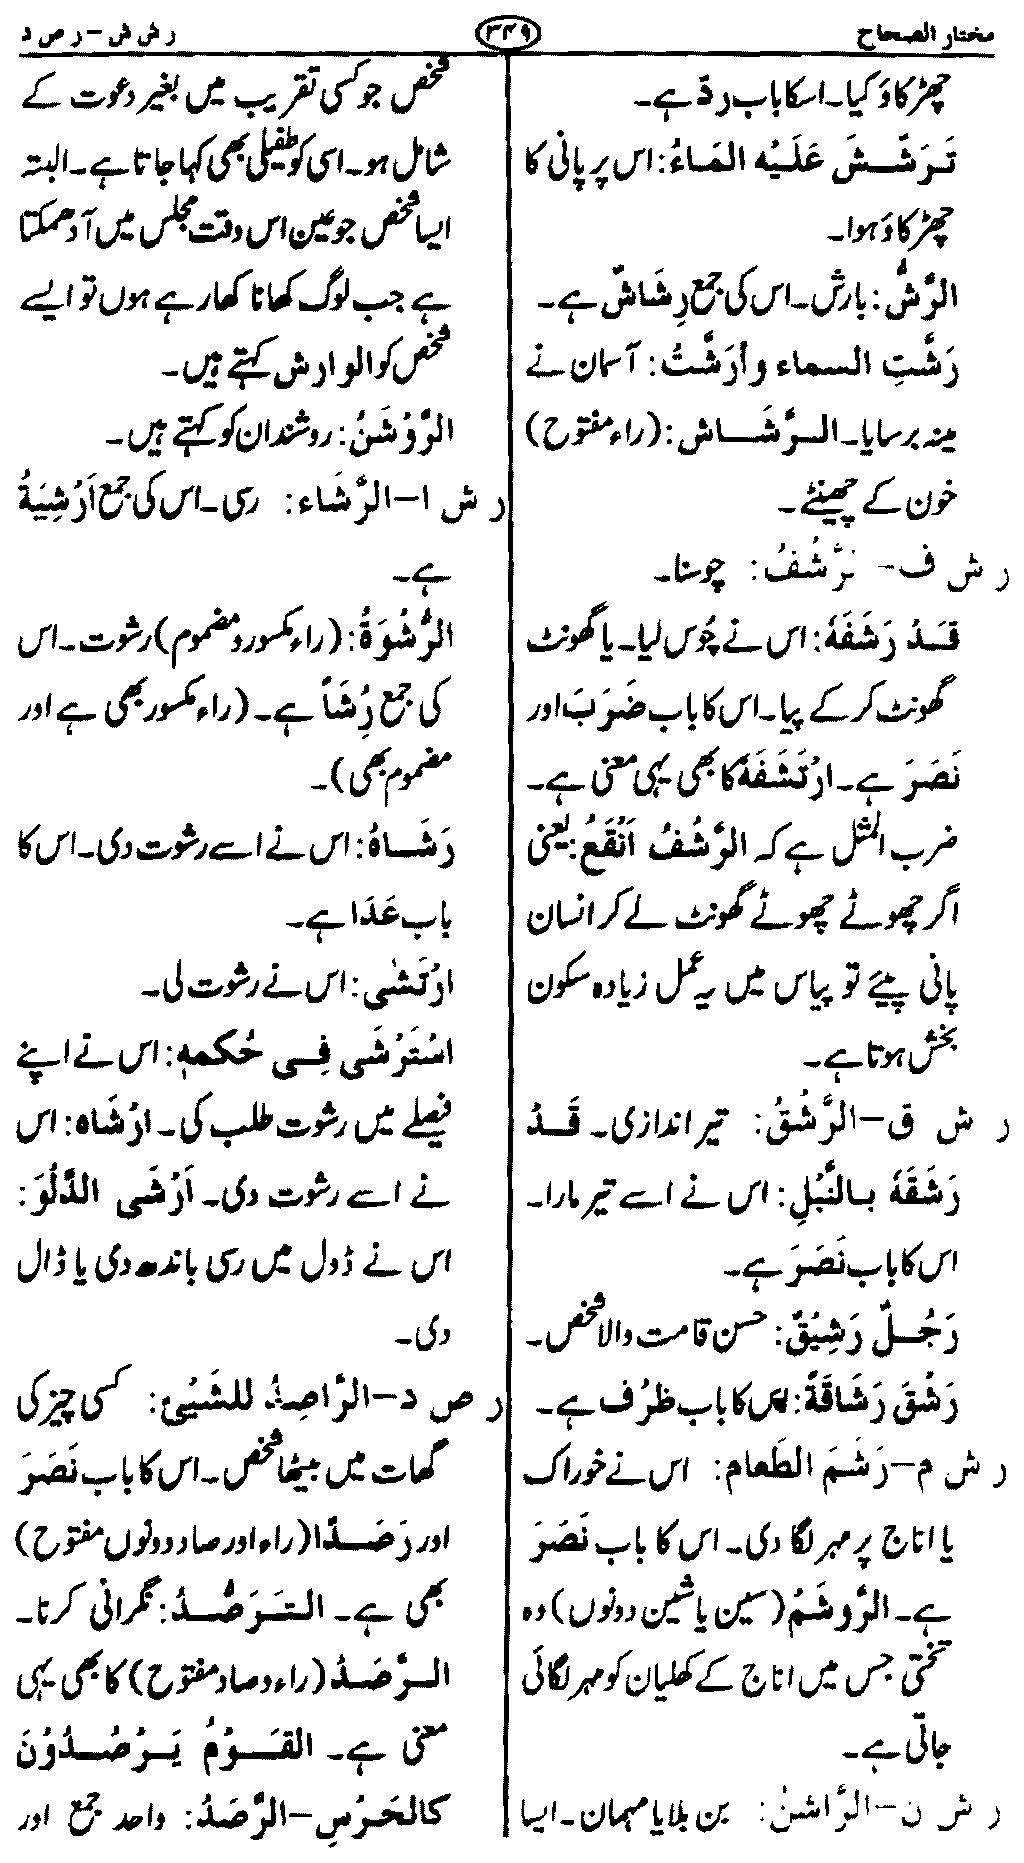 مختار الصحاح
۳۴۹
ر ش ش – ر ص د
چھڑکاؤ کیا۔ اسکا باب ردّ ہے۔
تَرَشَّشَ عَلَيْهِ المَاءُ: اس پر پانی کا
چھڑکاؤ ہوا۔
الرَّشُّ: بارش۔ اس کی جمع رِشَاشٌ ہے۔
رَشَّتِ السماء و أرَشَّتْ: آسمان نے
مینہ برسایا۔ الرَّشَاش: (راء مفتوح)
خون کے چھینٹے۔
ر ش ف – تَرَّشُّفُ: چوسنا۔
قَدْ رَشَفَهُ: اس نے چُوس لیا۔ یا گھونٹ
گھونٹ کر کے پیا۔ اس کا باب ضَرَبَ اور
نَصَرَ ہے۔ ارْتَشَفَهُ کا بھی یہی معنی ہے۔
ضرب المثل ہے کہ الرَّشْفُ اَنْقَعُ: یعنی
اگر چھوٹے چھوٹے گھونٹ لے کر انسان
پانی پیئے تو پیاس میں یہ عمل زیادہ سکون
بخش ہوتا ہے۔
ر ش ق – الرَّشْقُ: تیر اندازی۔ قَدْ
رَشَقَهُ بالنَّبْلِ: اس نے اسے تیر مارا۔
اس کا باب نَصَرَ ہے۔
رَجُلٌ رَشِيْقٌ: حسن قامت والا شخص۔
رَشُقَ رَشَاقَةً: اس کا باب ظَرُفَ ہے۔
ر ش م – رَشَمَ الطَعام: اس نے خوراک
یا اناج پر مہر لگا دی۔ اس کا باب نَصَرَ
ہے۔ الرَّوشَمُ (سین یا شین دونوں) وہ
تختی جس میں اناج کے کھلیان کو مہر لگائی
جاتی ہے۔
ر ش ن – الرَّاشنُ: بن بلایا مہمان۔ ایسا
شخص جو کسی تقریب میں بغیر دعوت کے
شامل ہو۔ اسی کو طفیلی بھی کہا جاتا ہے۔ البتہ
ایسا شخص جو عین اس وقت مجلس میں آ دھمکتا
ہے جب لوگ کھانا کھا رہے ہوں تو ایسے
شخص کو الوارش کہتے ہیں۔
الرَّوْشَنُ: روشندان کو کہتے ہیں۔
ر ش ا – الرَّشَاء: رسی۔ اس کی جمع اَرْشِيَةُ
ہے۔
الرُّشْوَةُ: (راء مکسور و مضموم) رشوت۔ اس
کی جمع رِشَاً ہے۔ (راء مکسور بھی ہے اور
مضموم بھی)۔
رَشَاهُ: اس نے اسے رشوت دی۔ اس کا
باب عَدَا ہے۔
ارْتَشٰی: اس نے رشوت لی۔
اسْتَرْشَی فِی حُكمهٖ: اس نے اپنے
فیصلے میں رشوت طلب کی۔ ارْشَاه: اس
نے اسے رشوت دی۔ اَرْشَی الدَّلْوَ:
اس نے ڈول میں رسی باندھ دی یا ڈال
دی۔
ر ص د – الرَّاصِدُ للشَيْئ: کسی چیز کی
گھات میں بیٹھا شخص۔ اس کا باب نَصَرَ
اور رَصَدًا (راء اور صاد دونوں مفتوح)
بھی ہے۔ التَرَصُّدُ: نگرانی کرنا۔
الرَّصَدُ (راء و صاد مفتوح) کا بھی یہی
معنی ہے۔ القَوْمُ يَرْصُدُوْنَ
كالحَرَسِ – الرَّصَدُ: واحد جمع اور